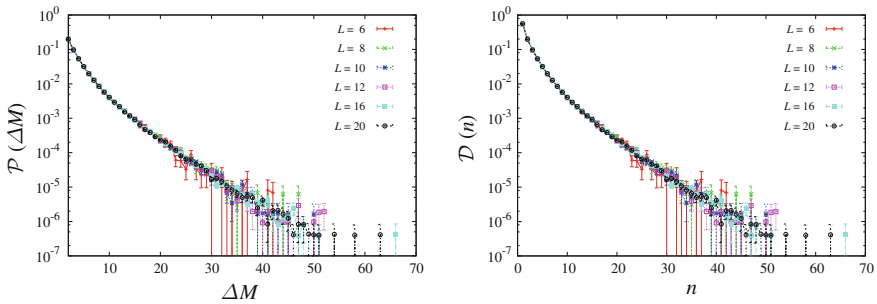 10⁰
10⁻¹
10⁻²
10⁻³
10⁻⁴
10⁻⁵
10⁻⁶
10⁻⁷
𝒫 (ΔM)
10 20 30 40 50 60 70
ΔM
L = 6
L = 8
L = 10
L = 12
L = 16
L = 20
10⁰
10⁻¹
10⁻²
10⁻³
10⁻⁴
10⁻⁵
10⁻⁶
10⁻⁷
𝒟 (n)
0 10 20 30 40 50 60 70
n
L = 6
L = 8
L = 10
L = 12
L = 16
L = 20